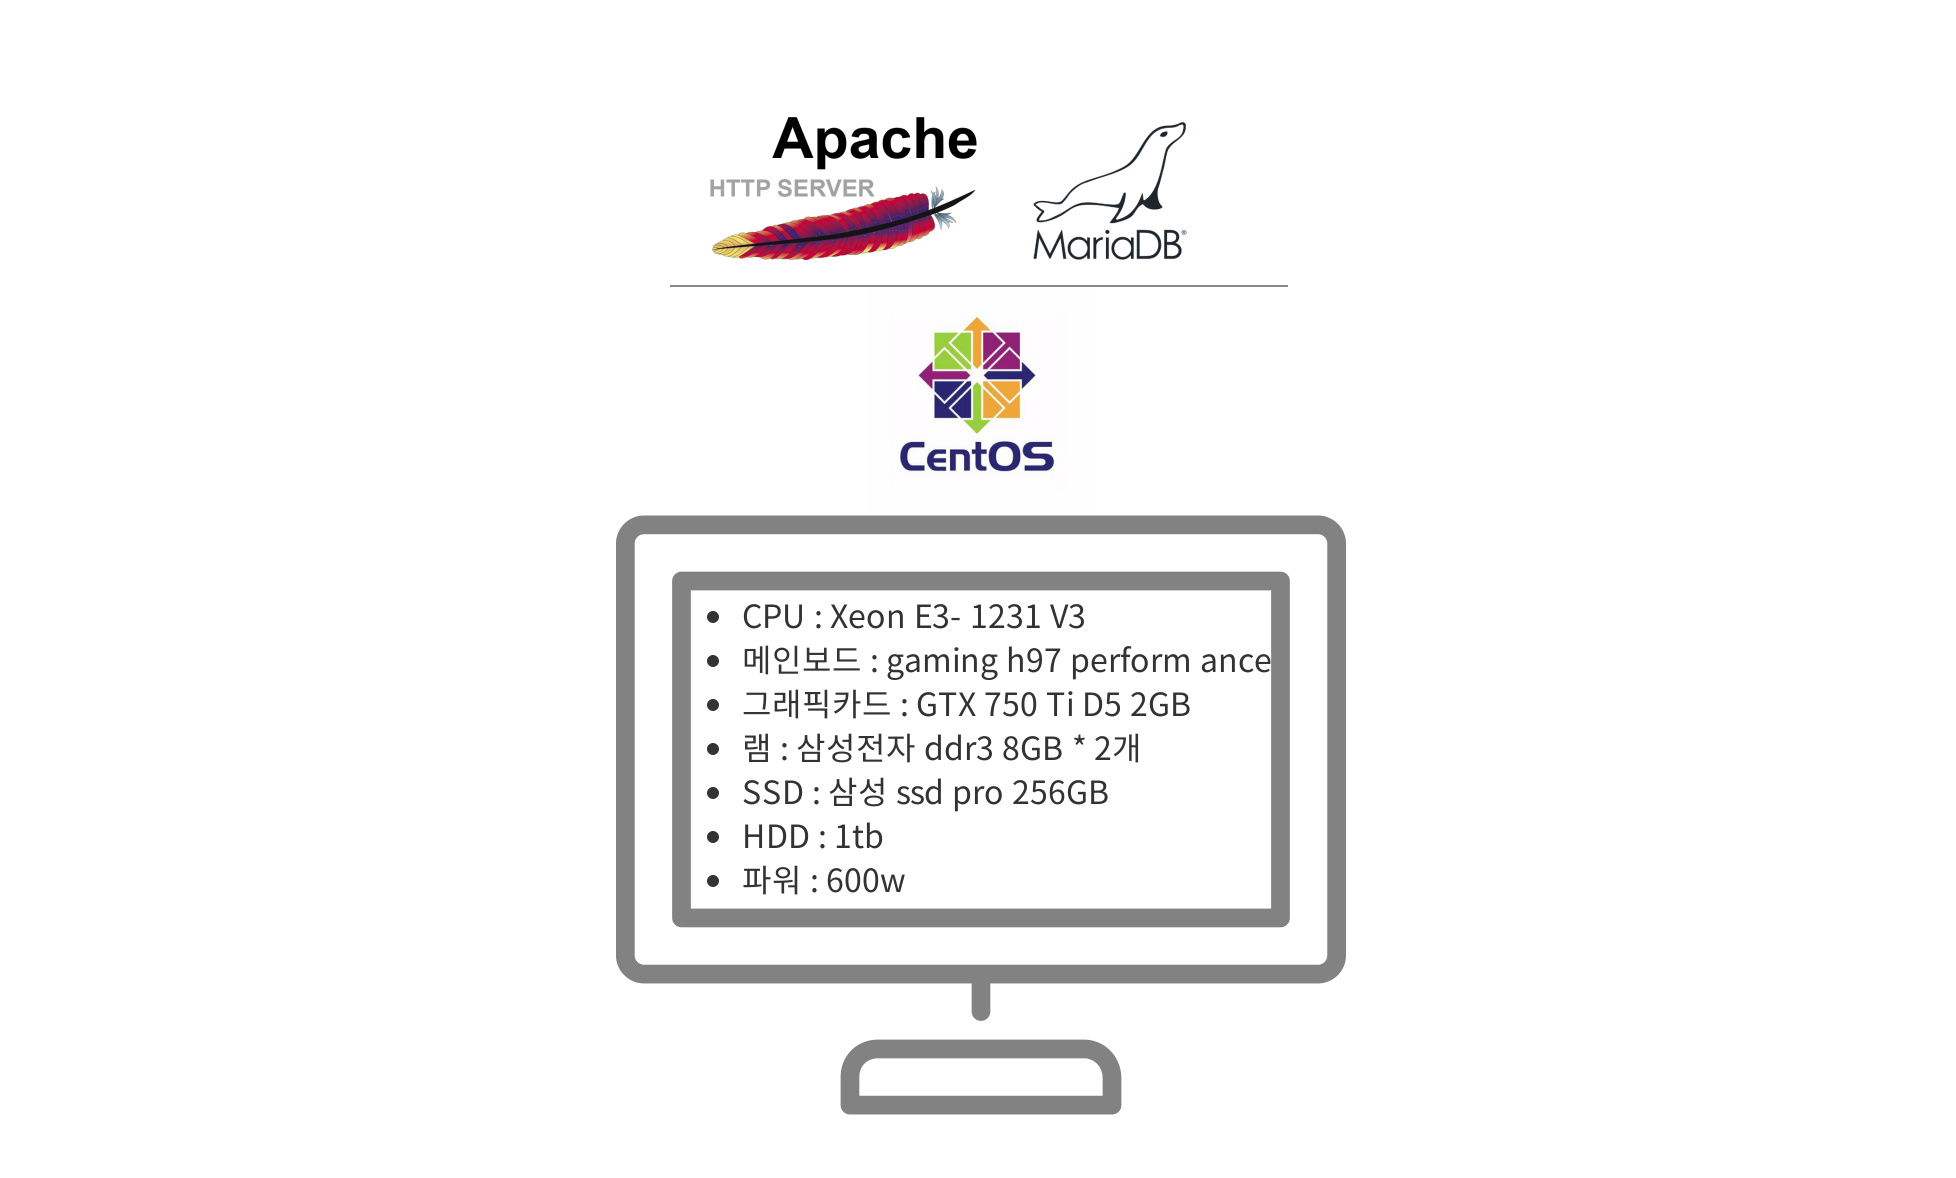 Apache
HTTP SERVER
MariaDB®
CentOS
• CPU : Xeon E3- 1231 V3
• 메인보드 : gaming h97 perform ance
• 그래픽카드 : GTX 750 Ti D5 2GB
• 램 : 삼성전자 ddr3 8GB * 2개
• SSD : 삼성 ssd pro 256GB
• HDD : 1tb
• 파워 : 600w